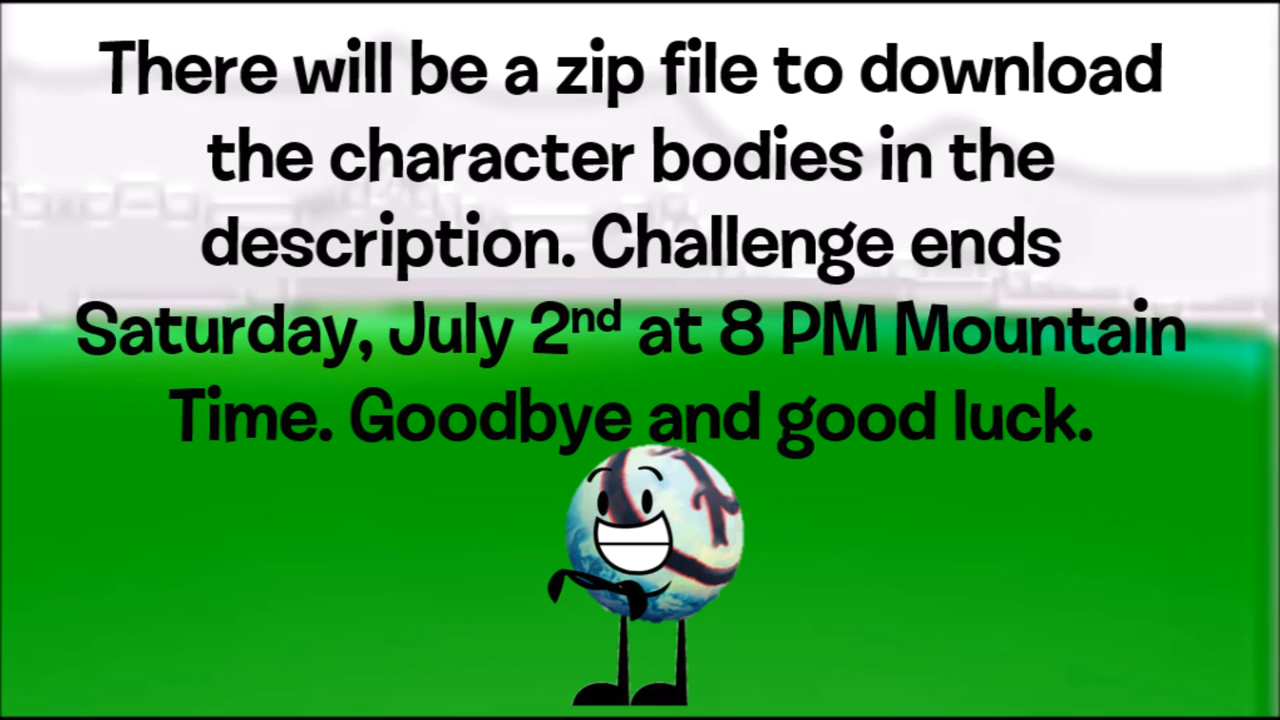 There will be a zip file to download
the character bodies in the
description. Challenge ends
Saturday, July 2nd at 8 PM Mountain
Time. Goodbye and good luck.